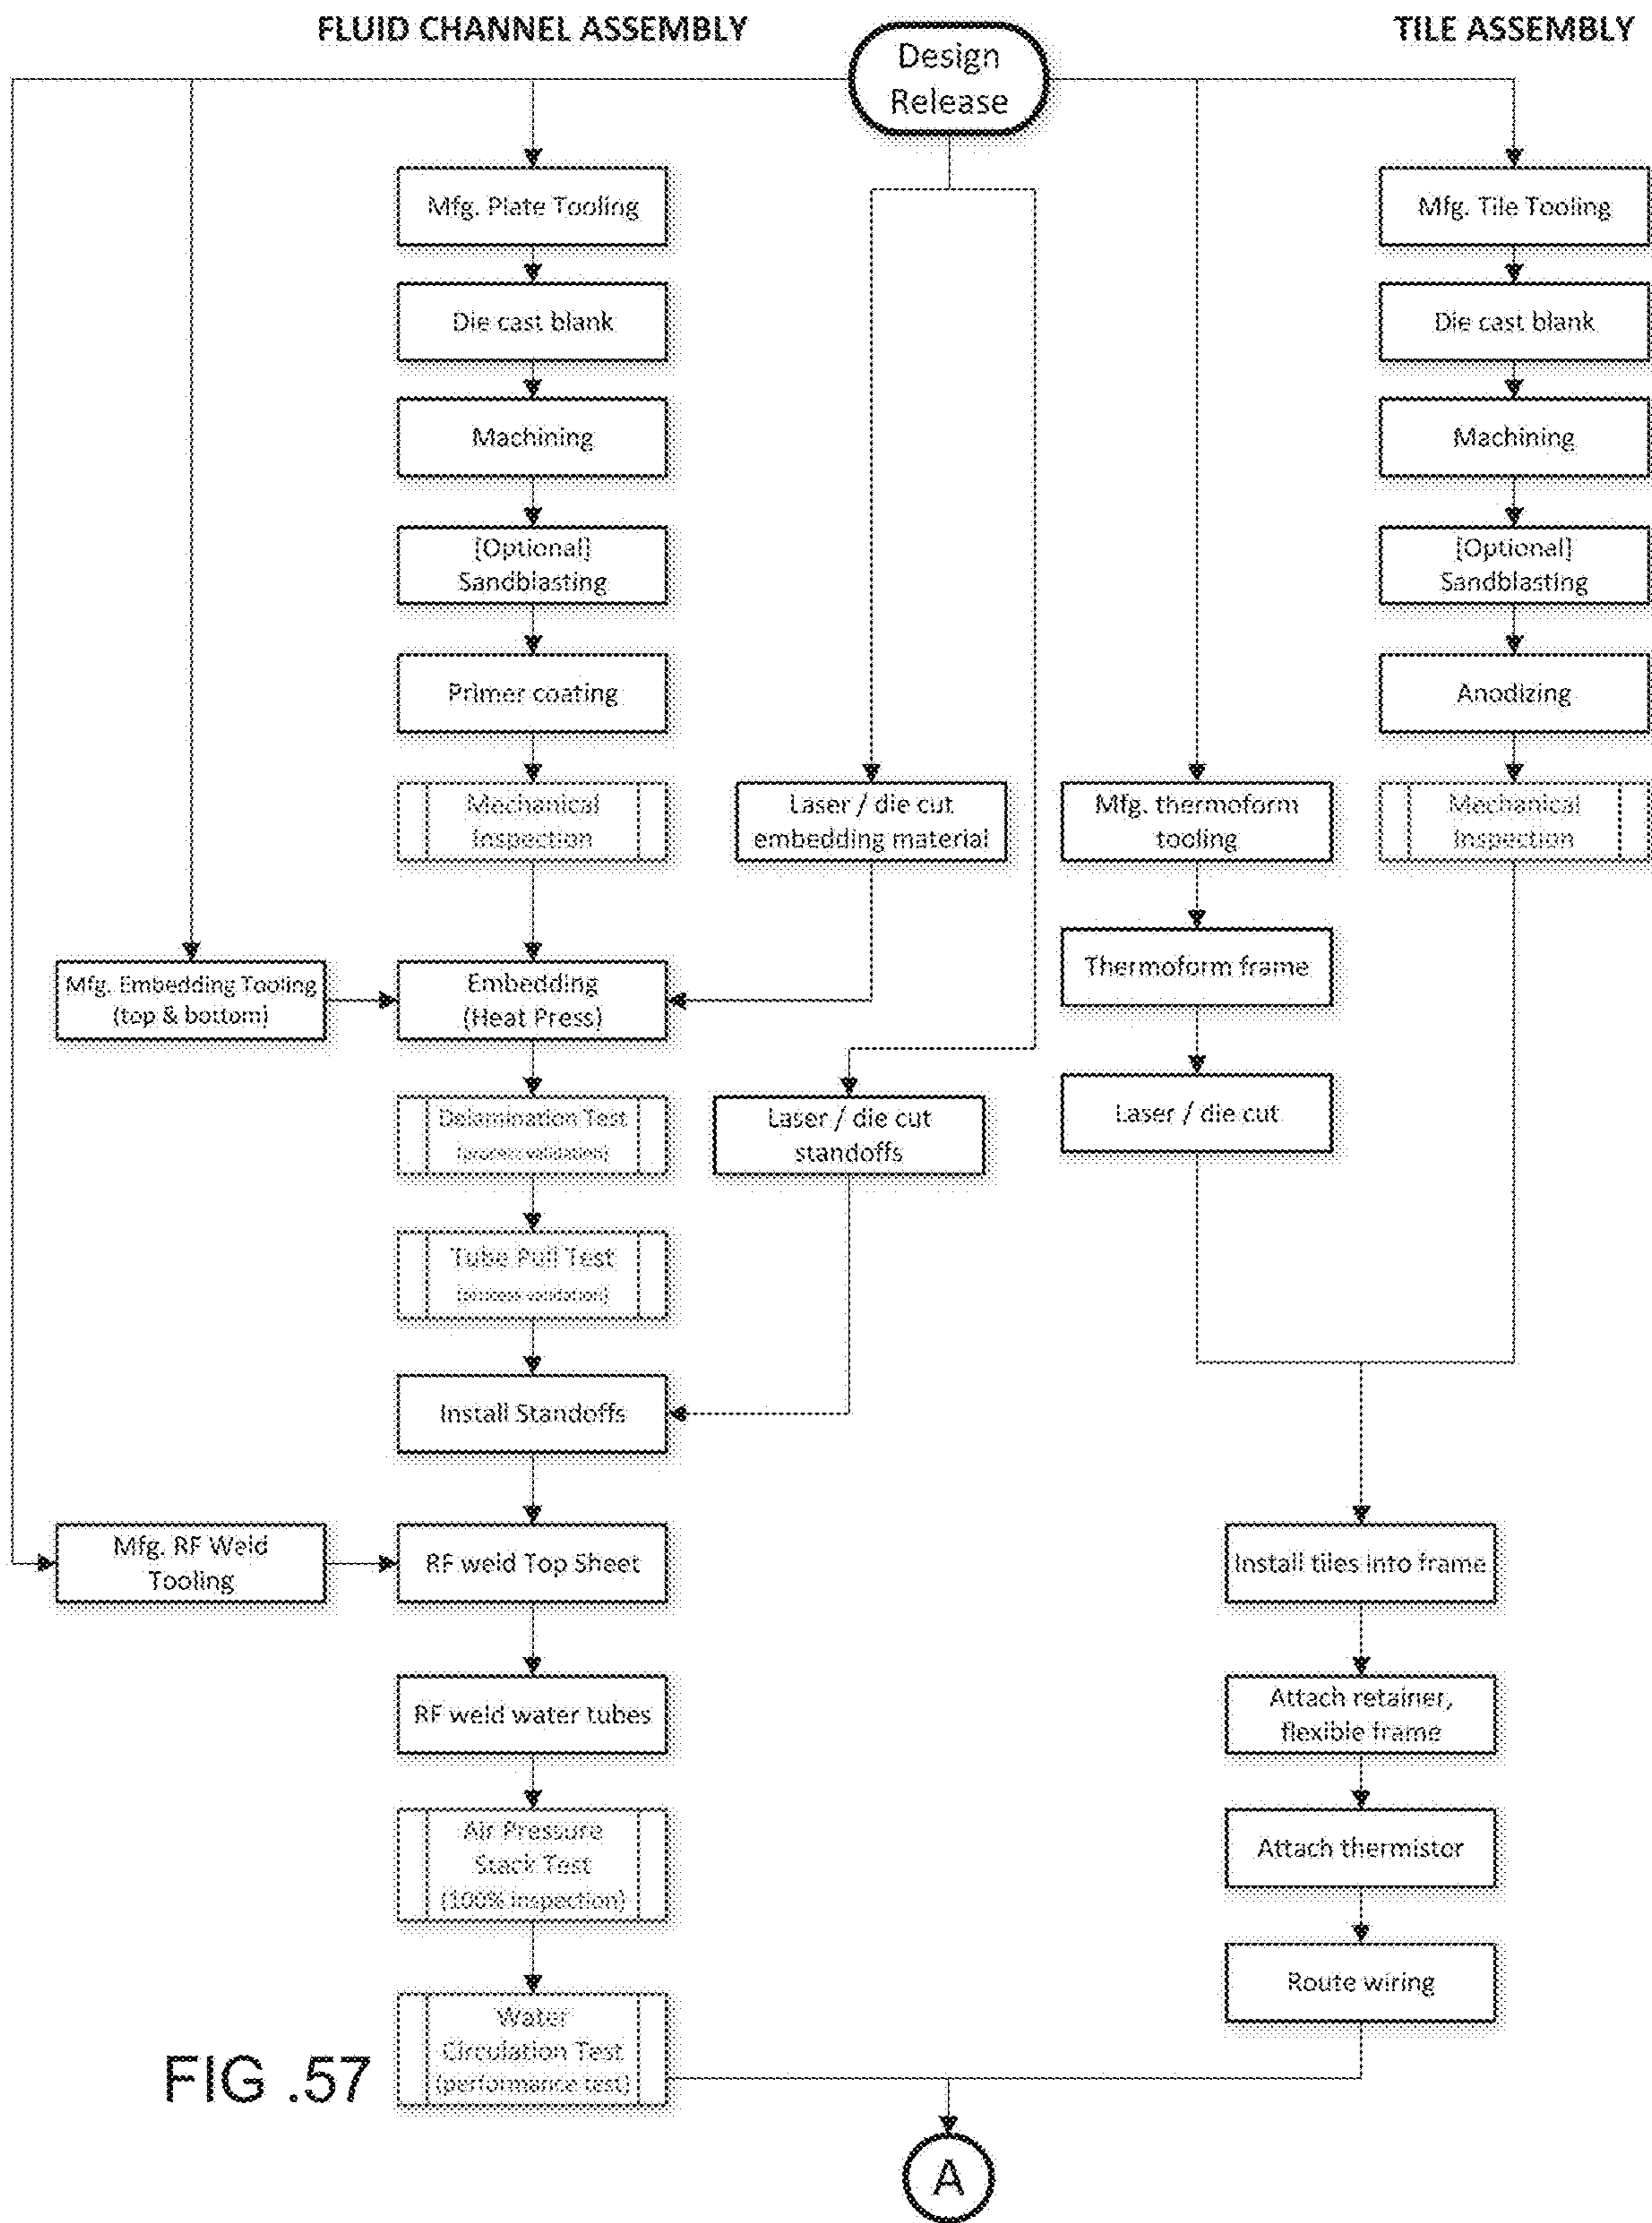 FLUID CHANNEL ASSEMBLY
TILE ASSEMBLY
Design
Release
Mfg. Plate Tooling
Die cast blank
Machining
[Optional]
Sandblasting
Primer coating
Mechanical
Inspection
Laser / die cut
embedding material
Mfg. Embedding Tooling
(top & bottom)
Embedding
(Heat Press)
Delamination Test
(process validation)
Laser / die cut
standoffs
Tube Pull Test
(process validation)
Install Standoffs
Mfg. RF Weld
Tooling
RF weld Top Sheet
RF weld water tubes
Air Pressure
Stack Test
(100% inspection)
Water
Circulation Test
(performance test)
Mfg. thermoform
tooling
Thermoform frame
Laser / die cut
Mfg. Tile Tooling
Die cast blank
Machining
[Optional]
Sandblasting
Anodizing
Mechanical
Inspection
Install tiles into frame
Attach retainer,
flexible frame
Attach thermistor
Route wiring
A
FIG .57